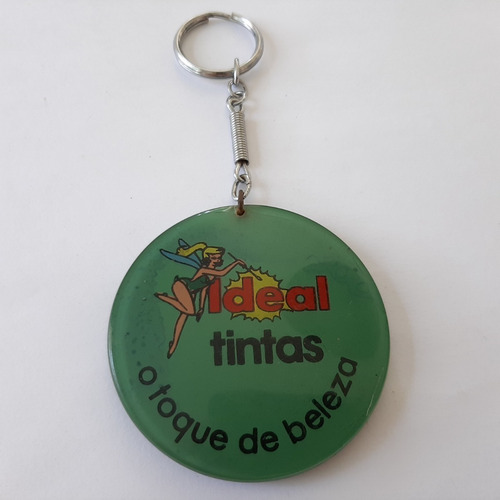 Ideal
tintas
o toque de beleza